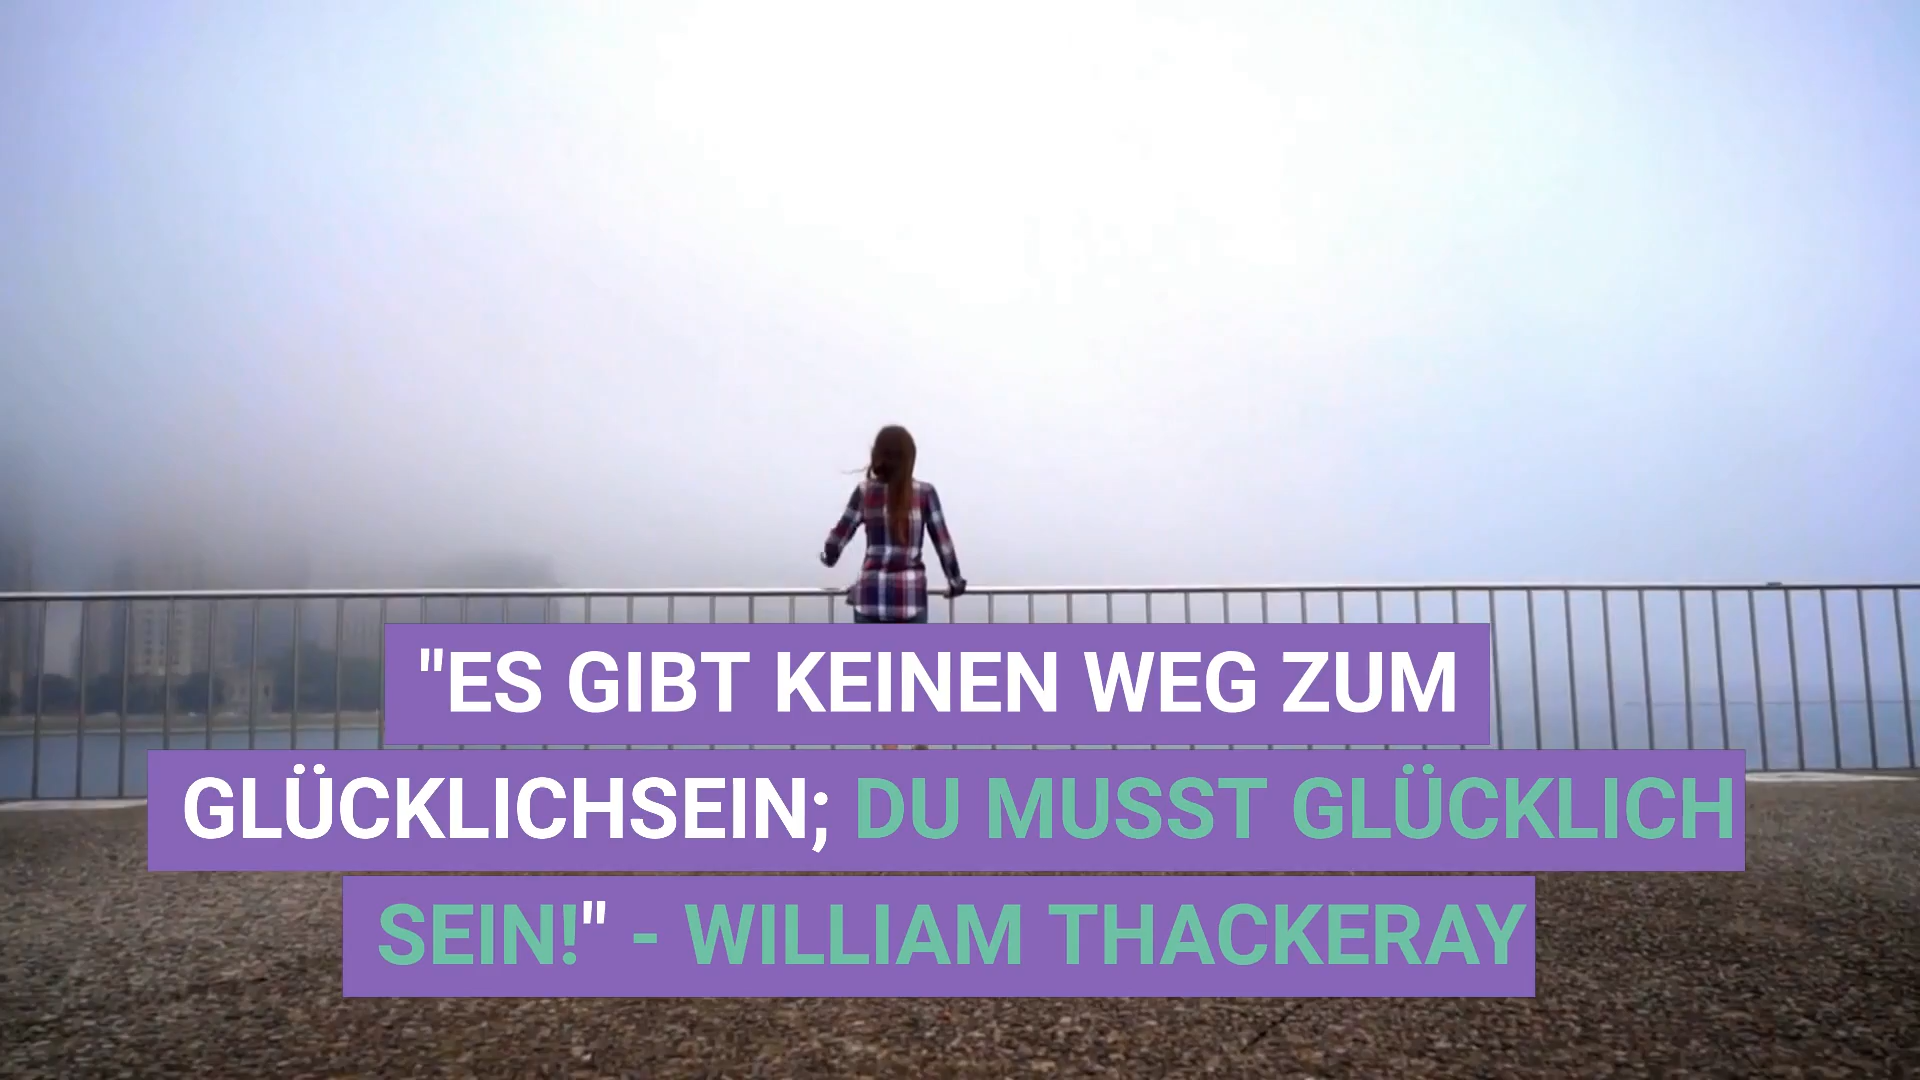 "ES GIBT KEINEN WEG ZUM
GLÜCKLICHSEIN; DU MUSST GLÜCKLICH
SEIN!" - WILLIAM THACKERAY